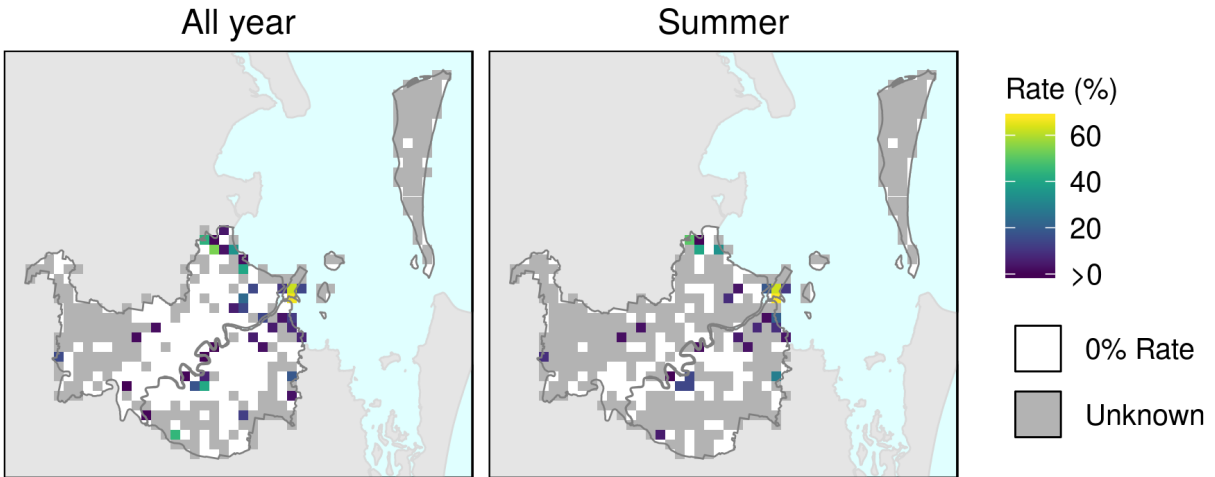 All year
Summer
Rate (%)
60
40
20
>0
0% Rate
Unknown